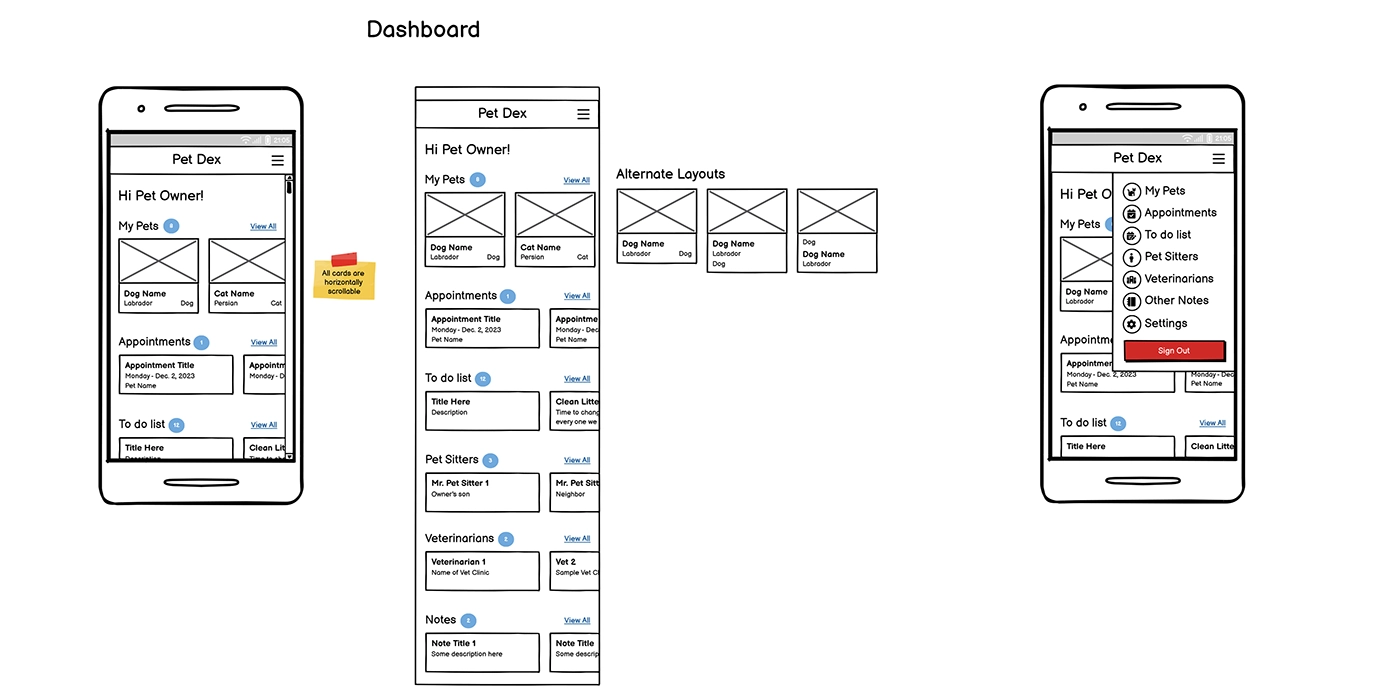 Dashboard
21:05
Pet Dex
Hi Pet Owner!
My Pets 8
View All
Dog Name
Labrador Dog
Cat Name
Persian Cat
Appointments 1
View All
Appointment Title
Monday - Dec. 2, 2023
Pet Name
Appointm
Monday - D
To do list 12
View All
Title Here
Description
Clean Lit
All cards are
horizontally
scrollable
Pet Dex
Hi Pet Owner!
My Pets
View All
Dog Name
Labrador Dog
Cat Name
Persian Cat
Appointments 1
View All
Appointment Title
Monday - Dec. 2, 2023
Pet Name
Appointme
Monday - Dec
Pet Name
To do list 12
View All
Title Here
Description
Clean Litte
Time to chang
every one we
Pet Sitters 3
View All
Mr. Pet Sitter 1
Owner's son
Mr. Pet Sitt
Neighbor
Veterinarians 2
View All
Veterinarian 1
Name of Vet Clinic
Vet 2
Sample Vet Cl
Notes 2
View All
Note Title 1
Some description here
Note Title
Some descrip
Alternate Layouts
Dog Name
Labrador Dog
Dog Name
Labrador
Dog
Dog
Dog Name
Labrador
21:05
Pet Dex
Hi Pet O
My Pets
Dog Name
Labrador
Appointm
Appointmen
Monday - Dec. 2, 2023
Pet Name
Monday - Dec
Pet Name
To do list 12
View All
Title Here
Clean Litte
My Pets
Appointments
To do list
Pet Sitters
Veterinarians
Other Notes
Settings
Sign Out